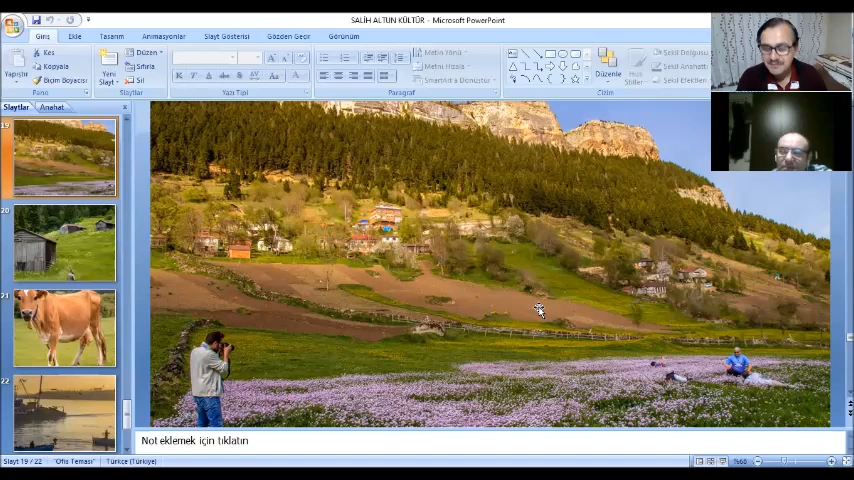 SALİH ALTUN KÜLTÜR - Microsoft PowerPoint
Giriş Ekle Tasarım Animasyonlar Slayt Gösterisi Gözden Geçir Görünüm
Yapıştır
Kes
Kopyala
Biçim Boyacısı
Pano
Yeni Slayt
Düzen
Sıfırla
Sil
Slaytlar
K T A
Yazı Tipi
Metin Yönü
Metni Hizala
SmartArt'a Dönüştür
Paragraf
Düzenle
Hızlı Stiller
Şekil Dolgusu
Şekil Anahattı
Şekil Efektleri
Çizim
Slaytlar Anahat
19
20
21
22
Not eklemek için tıklatın
Slayt 19 / 22 "Ofis Teması" Türkçe (Türkiye) %68